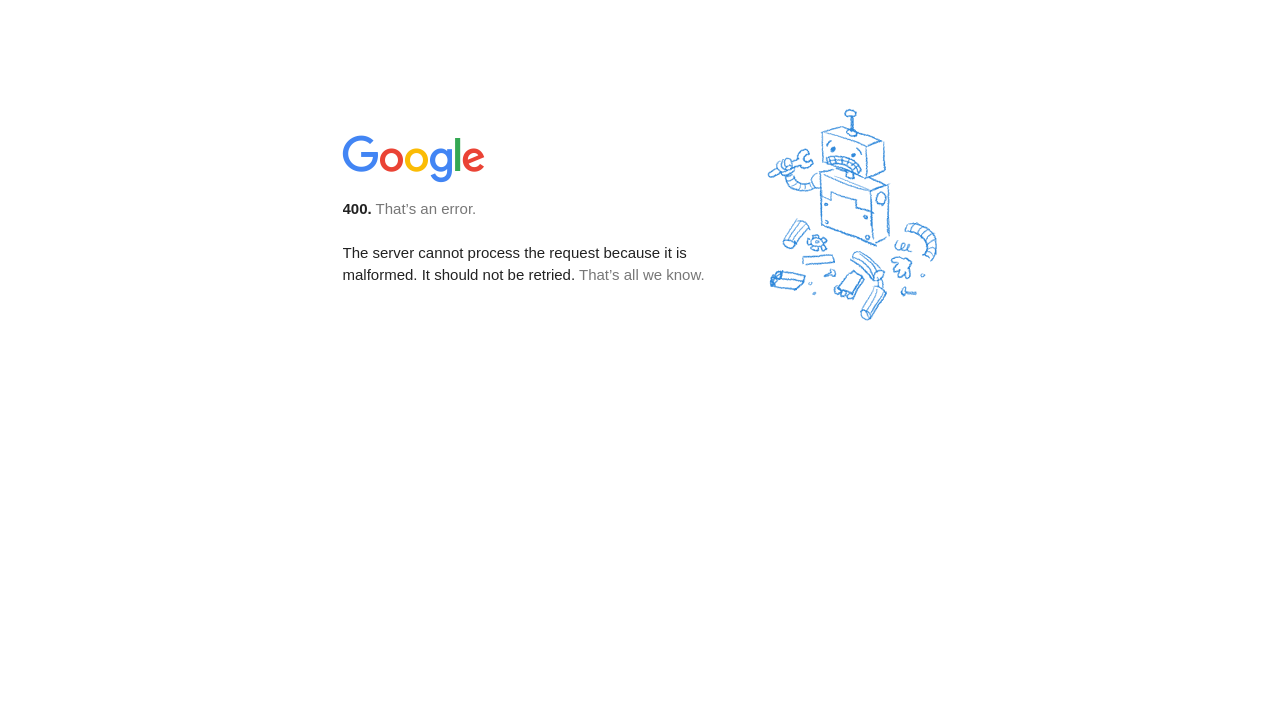 Google
400. That’s an error.
The server cannot process the request because it is
malformed. It should not be retried. That’s all we know.